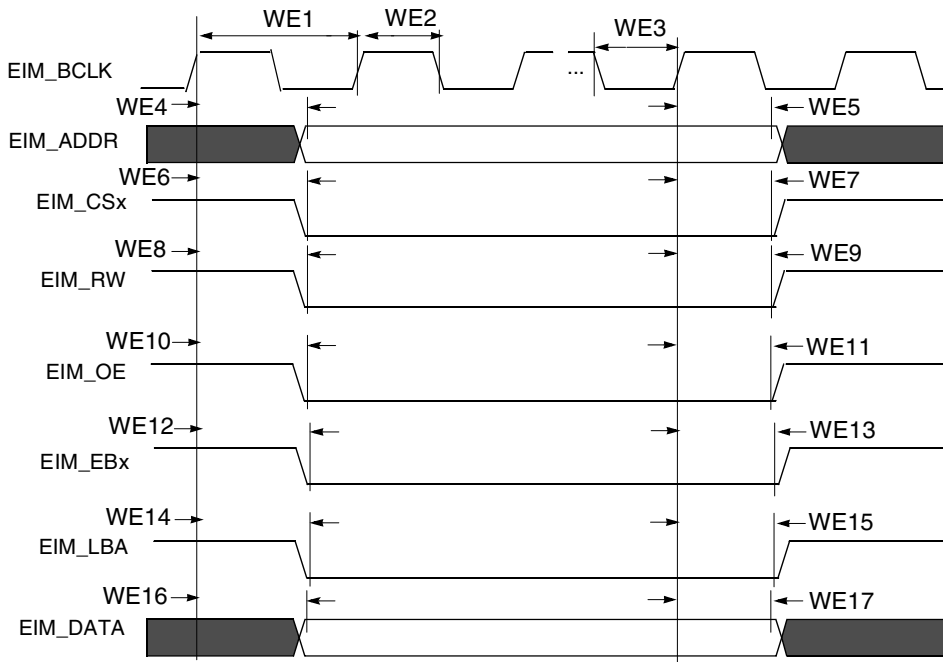 WE1
WE2
WE3
EIM_BCLK
...
WE4
WE5
EIM_ADDR
WE6
WE7
EIM_CSx
WE8
WE9
EIM_RW
WE10
WE11
EIM_OE
WE12
WE13
EIM_EBx
WE14
WE15
EIM_LBA
WE16
WE17
EIM_DATA